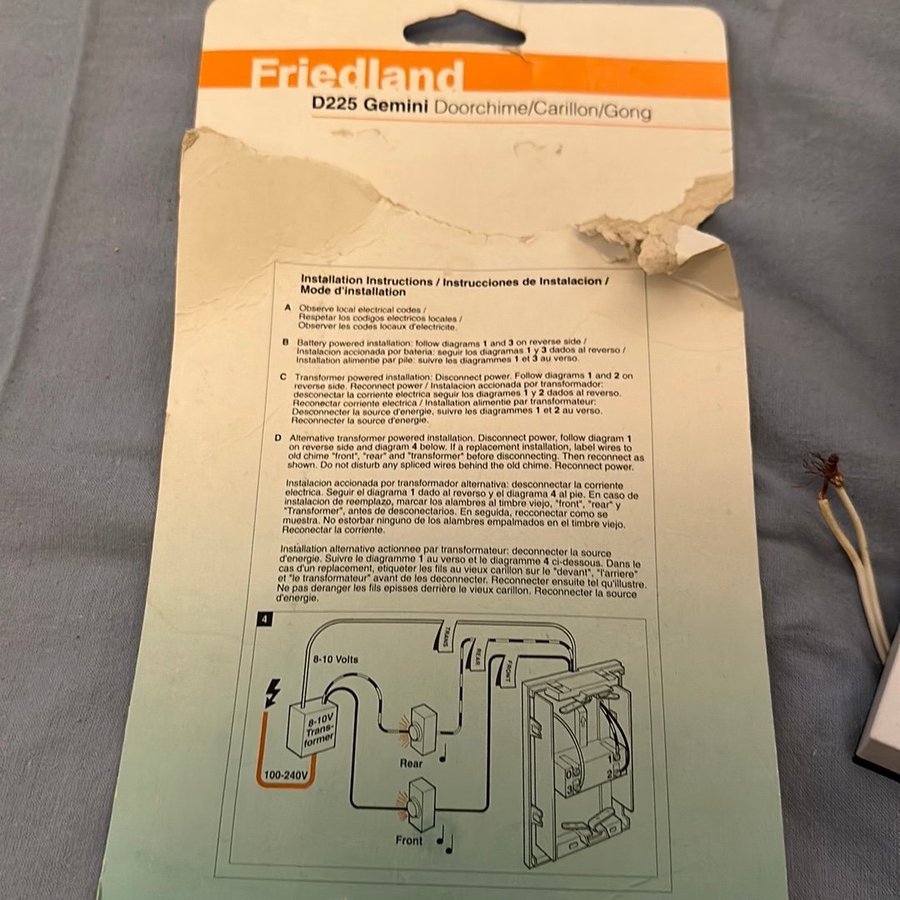 Friedland
D225 Gemini Doorchime/Carillon/Gong
Installation Instructions / Instrucciones de Instalacion /
Mode d'installation
A Observe local electrical codes /
Respetar los codigos electricos locales /
Observer les codes locaux d'electricite.
B Battery powered installation: follow diagrams 1 and 3 on reverse side /
Instalacion accionada por bateria: seguir los diagramas 1 y 3 dados al reverso /
Installation alimentie par pile: suivre les diagrammes 1 et 3 au verso.
C Transformer powered installation: Disconnect power. Follow diagrams 1 and 2 on
reverse side. Reconnect power / Instalacion accionada por transformador:
desconectar la corriente electrica seguir los diagramas 1 y 2 dados al reverso.
Reconectar corriente electrica / Installation alimentie par transformateur:
Desconnecter la source d'energie, suivre les diagrammes 1 et 2 au verso.
Reconnecter la source d'energie.
D Alternative transformer powered installation. Disconnect power, follow diagram 1
on reverse side and diagram 4 below. If a replacement installation, label wires to
old chime "front", "rear" and "transformer" before disconnecting. Then reconnect as
shown. Do not disturb any spliced wires behind the old chime. Reconnect power.
Instalacion accionada por transformador alternativa: desconectar la corriente
electrica. Seguir el diagrama 1 dado al reverso y el diagrama 4 al pie. En caso de
instalacion de reemplazo, marcar los alambres al timbre viejo, "front", "rear" y
"Transformer", antes de desconectarios. En seguida, recconectar como se
muestra. No estorbar ninguno de los alambres empalmados en el timbre viejo.
Reconectar la corriente.
Installation alternative actionnee par transformateur: deconnecter la source
d'energie. Suivre le diagramme 1 au verso et le diagramme 4 ci-dessous. Dans le
cas d'un replacement, etiqueter les fils au vieux carillon sur le "devant", "l'arriere"
et "le transformateur" avant de les deconnecter. Reconnecter ensuite tel qu'illustre.
Ne pas deranger les fils episses derrière le vieux carillon. Reconnecter la source
d'energie.
4
TRANS
REAR
FRONT
8-10 Volts
8-10V
Trans-
former
100-240V
Rear
Front
0
3
1
2